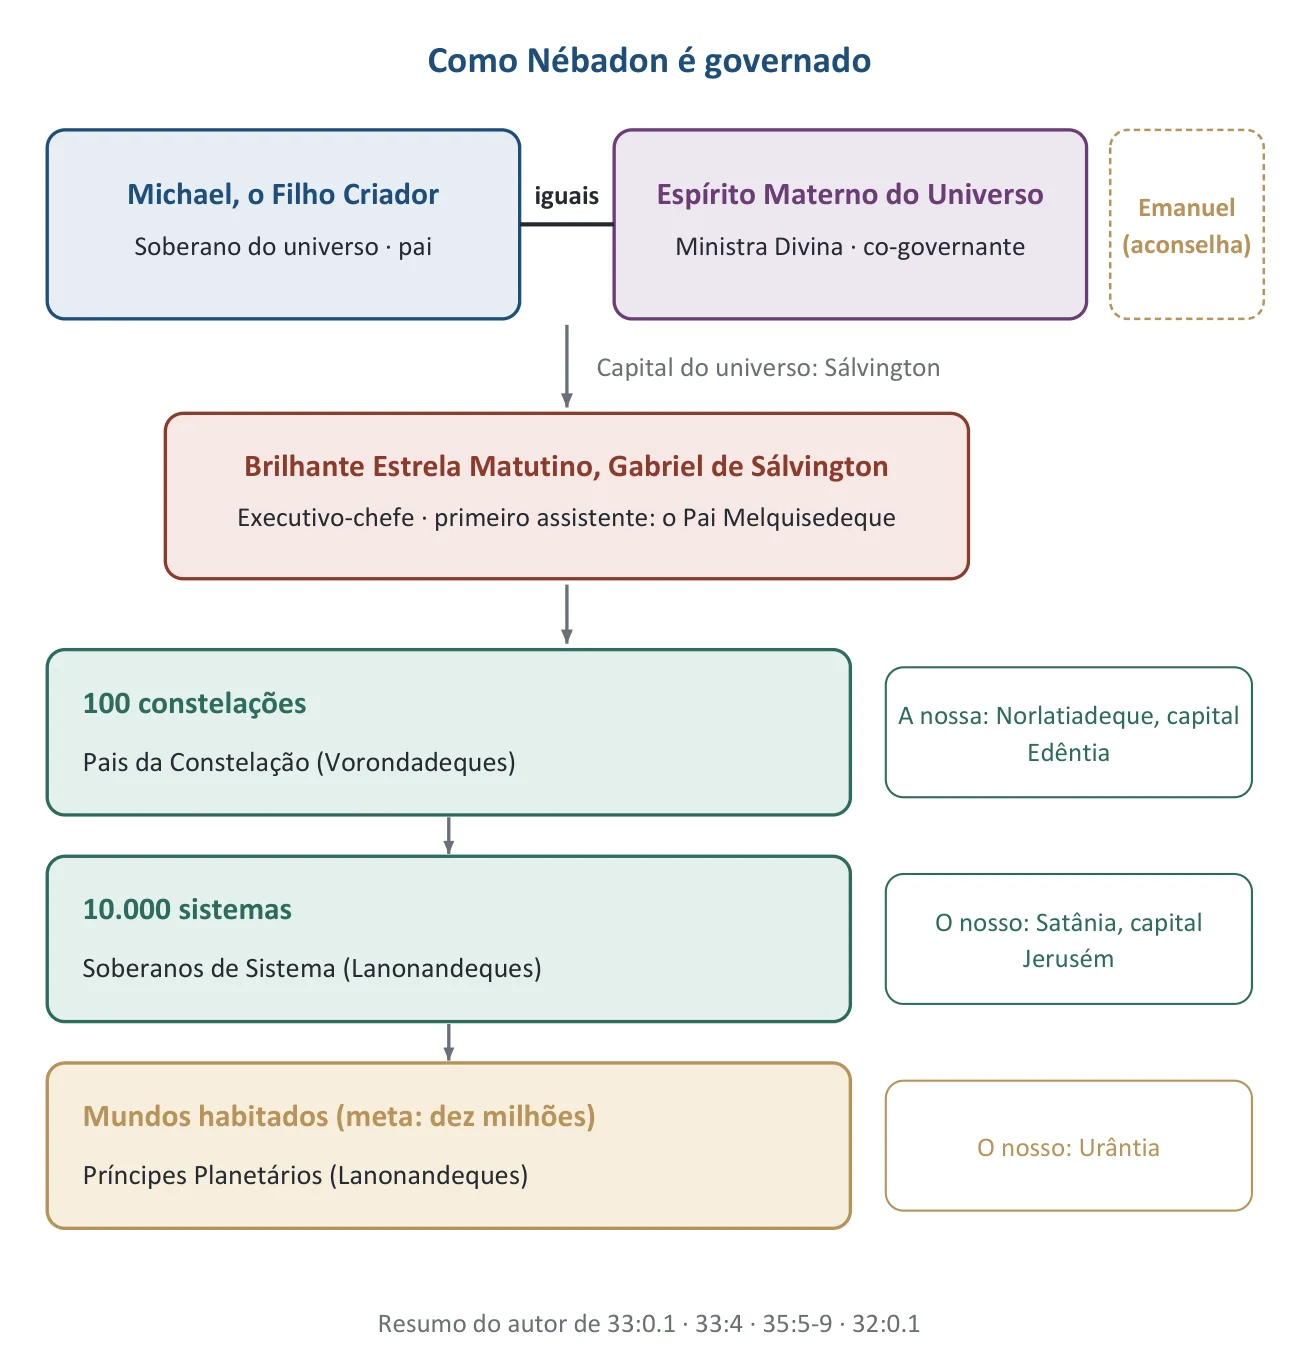 Como Nébadon é governado
Michael, o Filho Criador
Soberano do universo · pai
iguais
Espírito Materno do Universo
Ministra Divina · co-governante
Emanuel
(aconselha)
Capital do universo: Sálvington
Brilhante Estrela Matutino, Gabriel de Sálvington
Executivo-chefe · primeiro assistente: o Pai Melquisedeque
100 constelações
Pais da Constelação (Vorondadeques)
A nossa: Norlatiadeque, capital
Edêntia
10.000 sistemas
Soberanos de Sistema (Lanonandeques)
O nosso: Satânia, capital
Jerusém
Mundos habitados (meta: dez milhões)
Príncipes Planetários (Lanonandeques)
O nosso: Urântia
Resumo do autor de 33:0.1 · 33:4 · 35:5-9 · 32:0.1